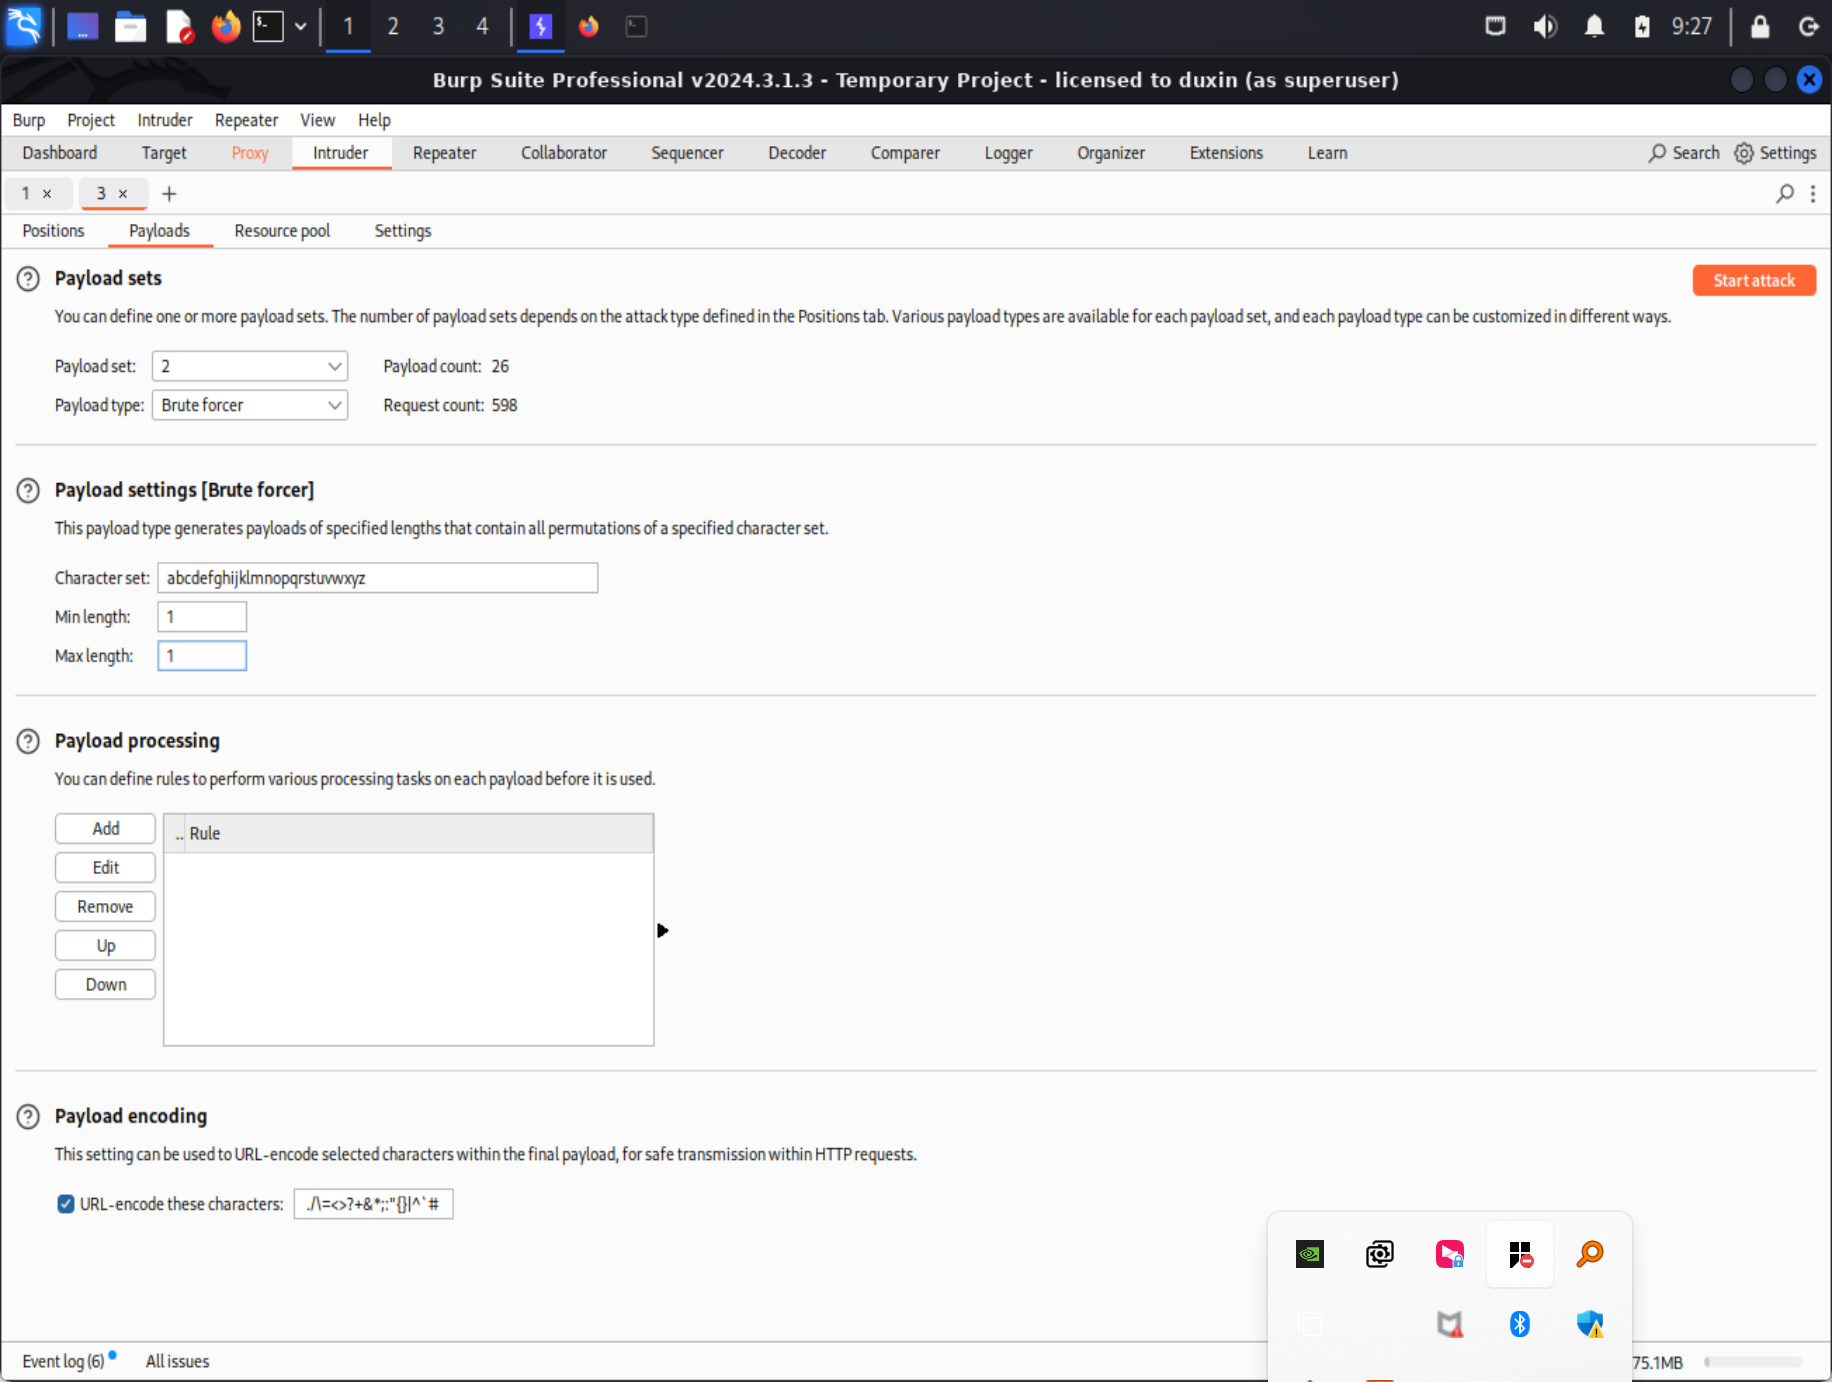 1 2 3 4 9:27
Burp Suite Professional v2024.3.1.3 - Temporary Project - licensed to duxin (as superuser)
Burp Project Intruder Repeater View Help
Dashboard Target Proxy Intruder Repeater Collaborator Sequencer Decoder Comparer Logger Organizer Extensions Learn Search Settings
1 × 3 × +
Positions Payloads Resource pool Settings
Payload sets Start attack
You can define one or more payload sets. The number of payload sets depends on the attack type defined in the Positions tab. Various payload types are available for each payload set, and each payload type can be customized in different ways.
Payload set: 2 Payload count: 26
Payload type: Brute forcer Request count: 598
Payload settings [Brute forcer]
This payload type generates payloads of specified lengths that contain all permutations of a specified character set.
Character set: abcdefghijklmnopqrstuvwxyz
Min length: 1
Max length: 1
Payload processing
You can define rules to perform various processing tasks on each payload before it is used.
Add .. Rule
Edit
Remove
Up
Down
Payload encoding
This setting can be used to URL-encode selected characters within the final payload, for safe transmission within HTTP requests.
URL-encode these characters: ./\=<>?+&*;:"{}|^`#
Event log (6) All issues 75.1MB